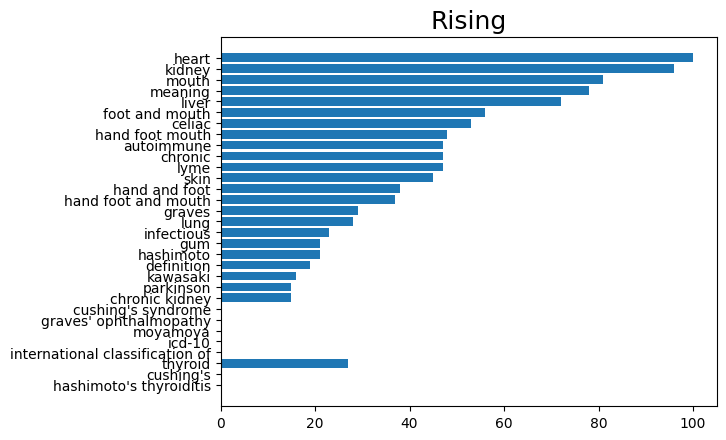 Rising
heart
kidney
mouth
meaning
liver
foot and mouth
celiac
hand foot mouth
autoimmune
chronic
lyme
skin
hand and foot
hand foot and mouth
graves
lung
infectious
gum
hashimoto
definition
kawasaki
parkinson
chronic kidney
cushing's syndrome
graves' ophthalmopathy
moyamoya
icd-10
international classification of
thyroid
cushing's
hashimoto's thyroiditis
0 20 40 60 80 100